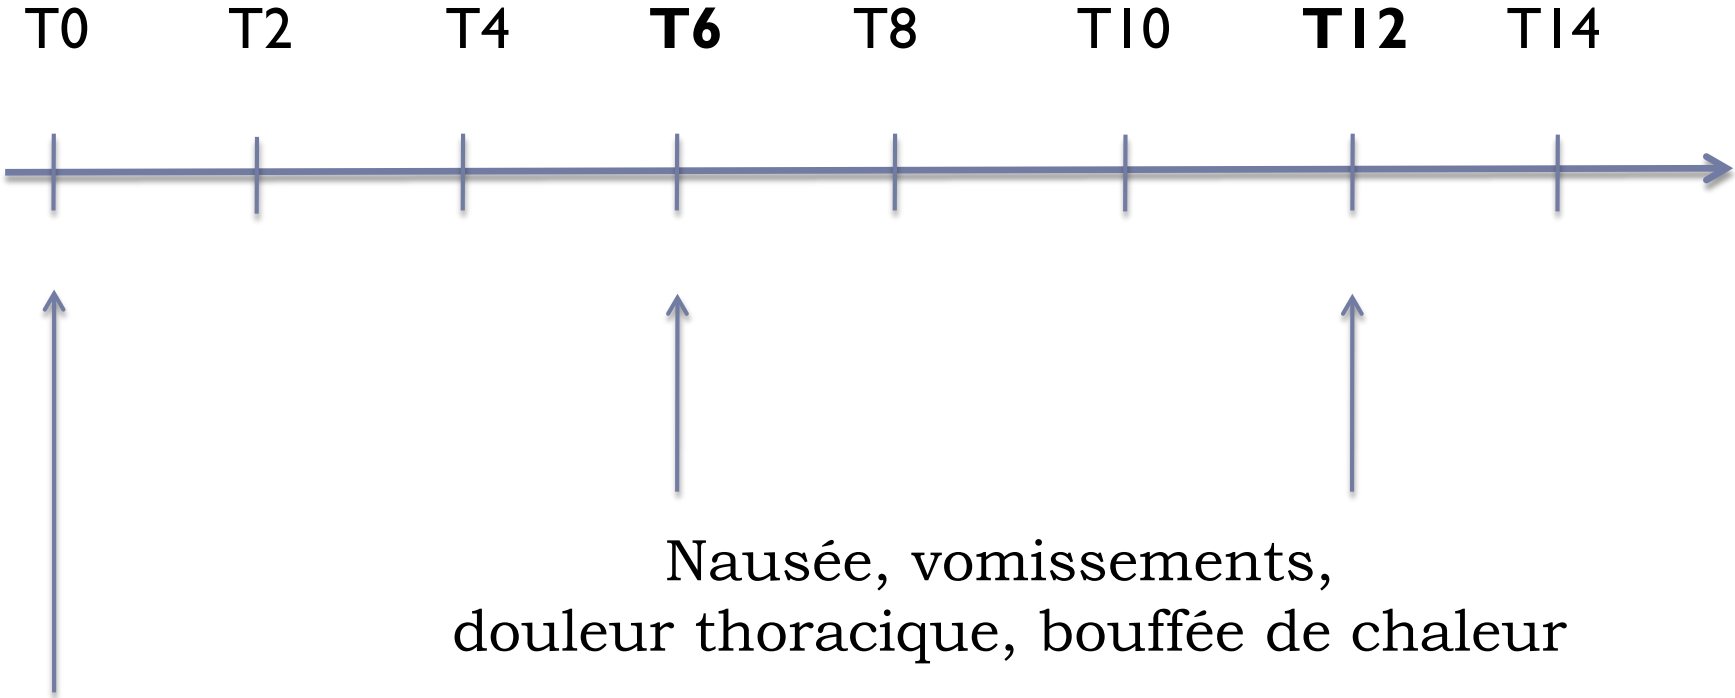 T0 T2 T4 T6 T8 T10 T12 T14
Nausée, vomissements,
douleur thoracique, bouffée de chaleur